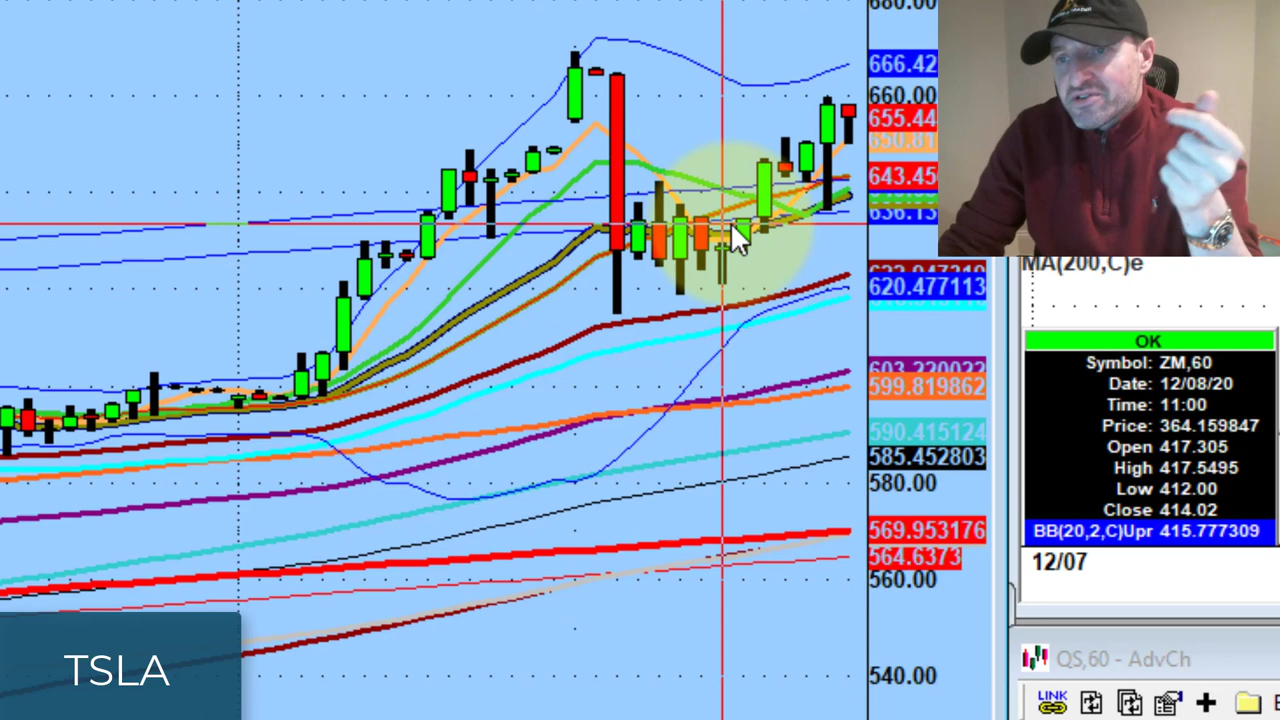 680.00
666.42
660.00
655.44
650.81
643.450
636.13
620.477113
603.220022
599.819862
590.415124
585.452803
580.00
569.953176
564.6373
560.00
540.00
MA(200,C)e
OK
Symbol: ZM,60
Date: 12/08/20
Time: 11:00
Price: 364.159847
Open 417.305
High 417.5495
Low 412.00
Close 414.02
BB(20,2,C)Upr 415.777309
12/07
QS,60 - AdvCh
LINK
TSLA